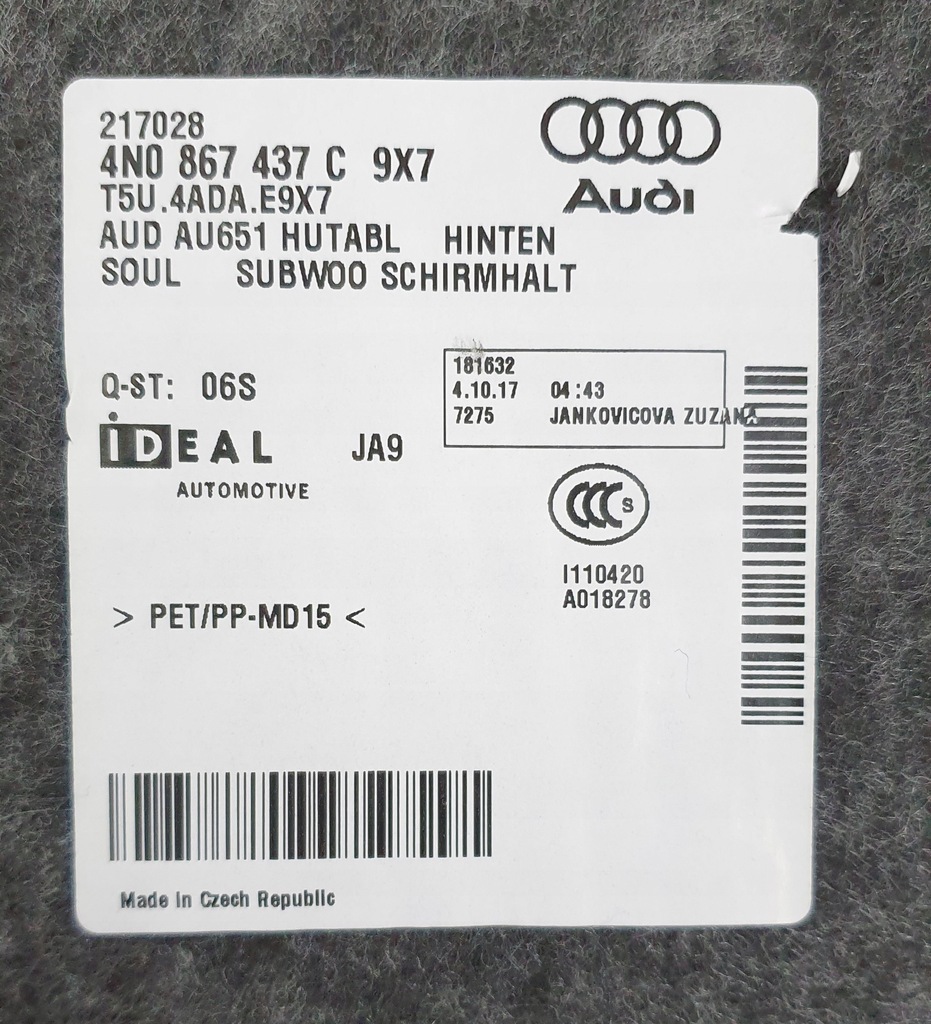 217028
4N0 867 437 C 9X7
T5U.4ADA.E9X7
AUD AU651 HUTABL HINTEN
SOUL SUBWOO SCHIRMHALT
Audi
Q-ST: 06S
181632
4.10.17 04:43
7275 JANKOVICOVA ZUZANA
iDEAL JA9
AUTOMOTIVE
CCC S
I110420
A018278
> PET/PP-MD15 <
Made in Czech Republic